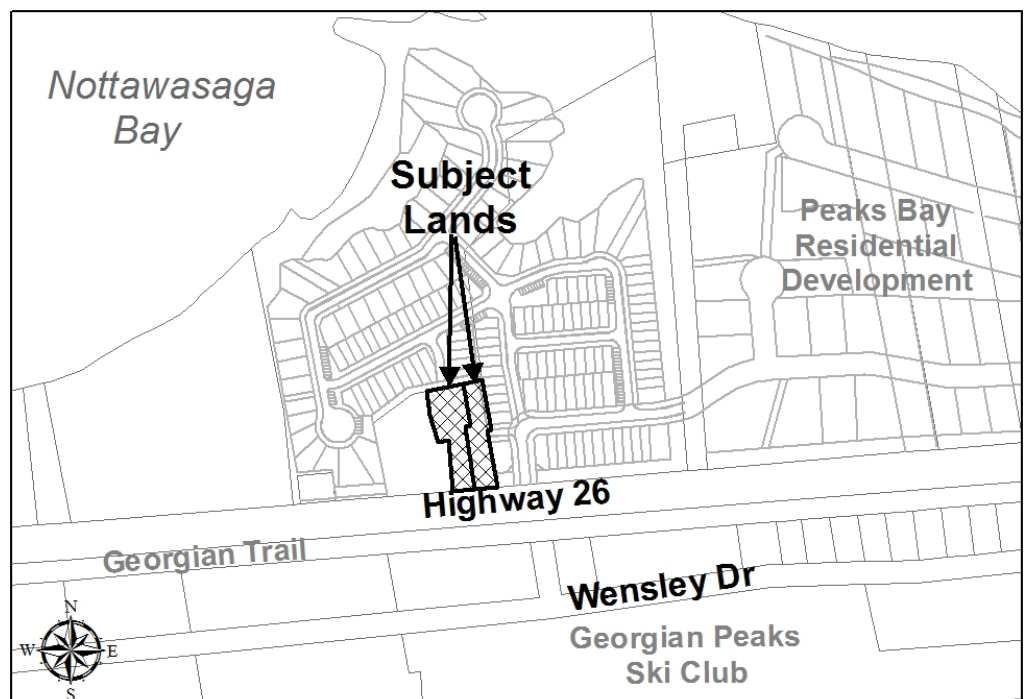 Nottawasaga
Bay
Subject
Lands
Peaks Bay
Residential
Development
Highway 26
Georgian Trail
Wensley Dr
Georgian Peaks
Ski Club
N
W E
S